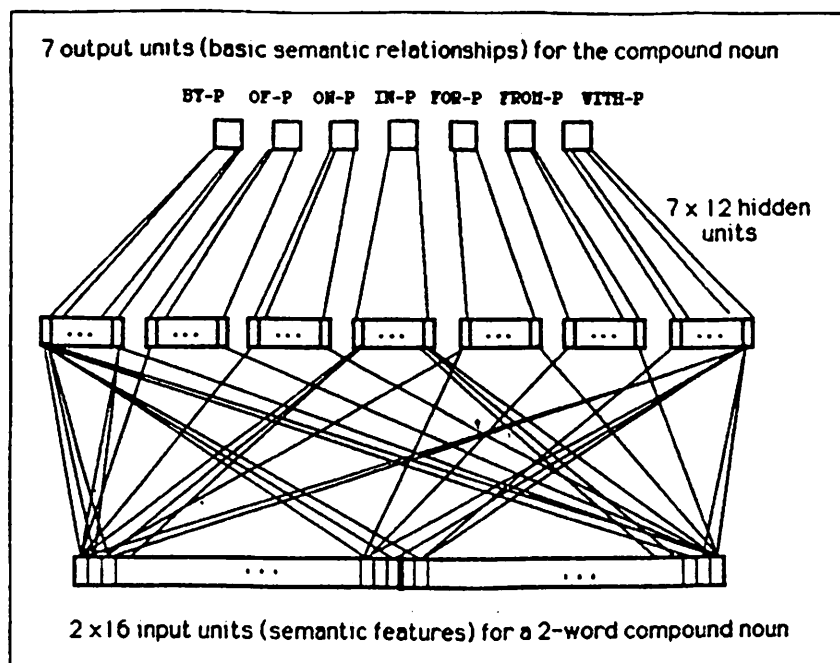 7 output units (basic semantic relationships) for the compound noun
BY-P OF-P ON-P IN-P FOR-P FROM-P WITH-P
7 x 12 hidden
units
...
2 x16 input units (semantic features) for a 2-word compound noun